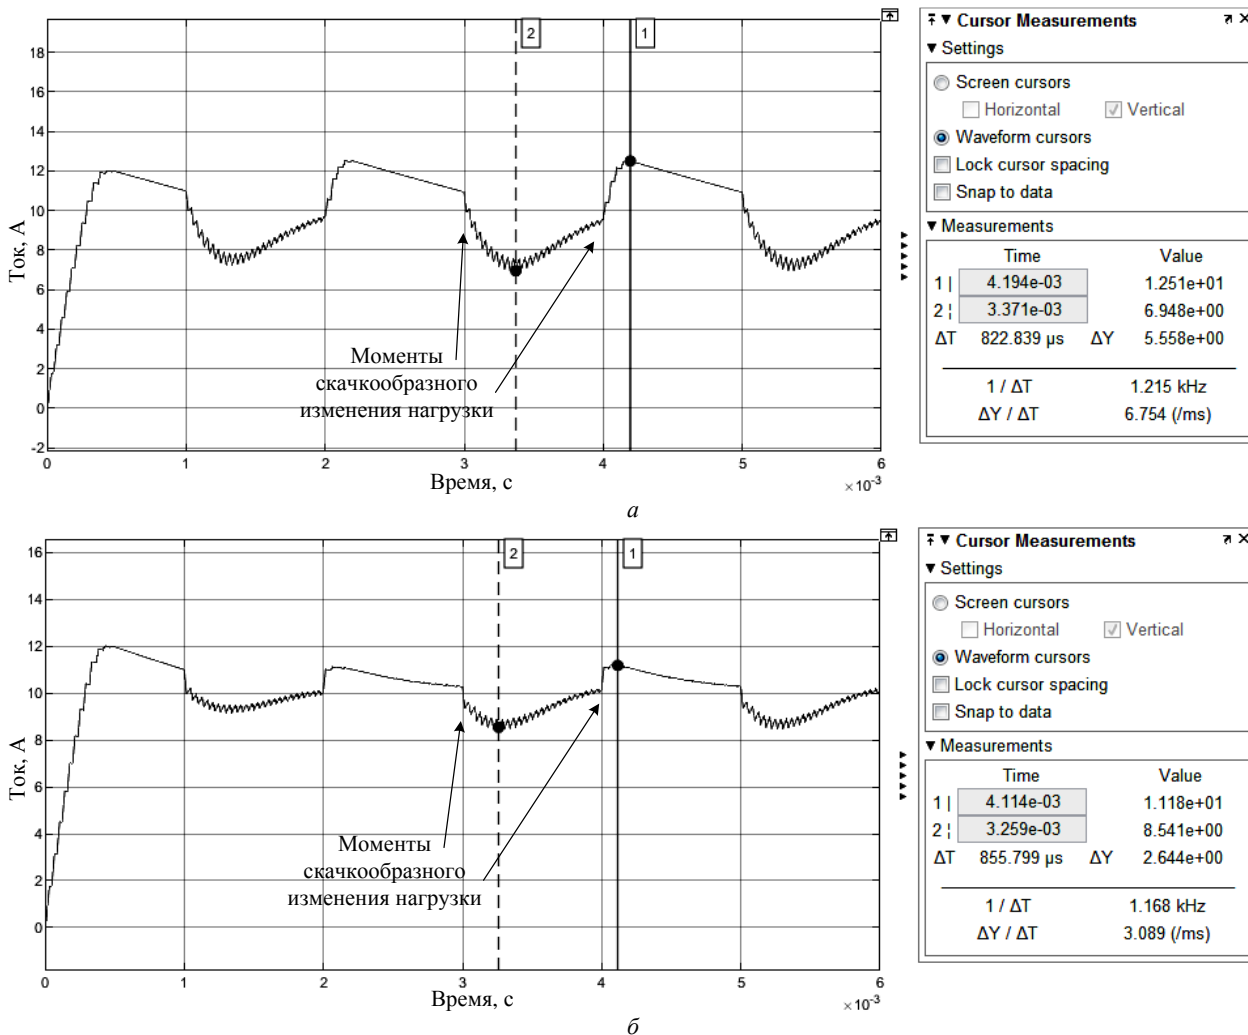 2
1
18
16
14
12
10
8
6
4
2
0
-2
Ток, А
Моменты
скачкообразного
изменения нагрузки
0 1 2 3 4 5 6
Время, с
×10⁻³
Cursor Measurements
Settings
Screen cursors
Horizontal Vertical
Waveform cursors
Lock cursor spacing
Snap to data
Measurements
Time Value
1 | 4.194e-03 1.251e+01
2 ¦ 3.371e-03 6.948e+00
ΔT 822.839 µs ΔY 5.558e+00
1 / ΔT 1.215 kHz
ΔY / ΔT 6.754 (/ms)
а
2
1
16
14
12
10
8
6
4
2
0
Ток, А
Моменты
скачкообразного
изменения нагрузки
0 1 2 3 4 5 6
Время, с
×10⁻³
Cursor Measurements
Settings
Screen cursors
Horizontal Vertical
Waveform cursors
Lock cursor spacing
Snap to data
Measurements
Time Value
1 | 4.114e-03 1.118e+01
2 ¦ 3.259e-03 8.541e+00
ΔT 855.799 µs ΔY 2.644e+00
1 / ΔT 1.168 kHz
ΔY / ΔT 3.089 (/ms)
б